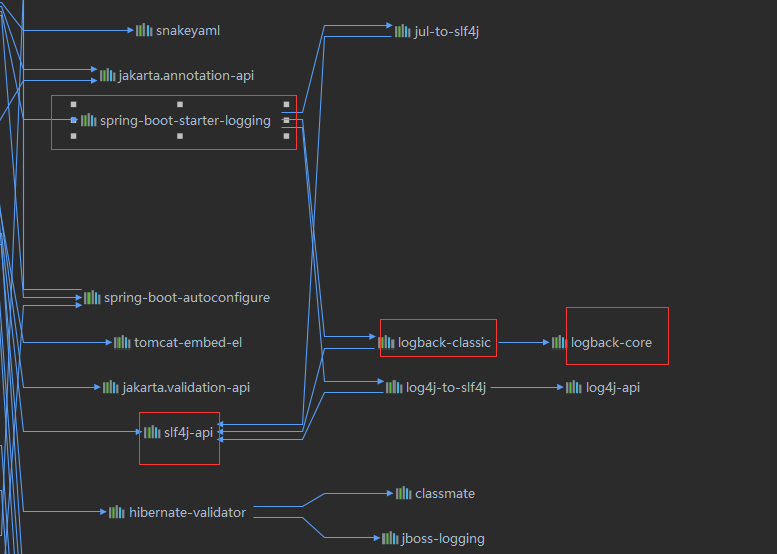 snakeyaml
jul-to-slf4j
jakarta.annotation-api
spring-boot-starter-logging
spring-boot-autoconfigure
tomcat-embed-el
logback-classic
logback-core
jakarta.validation-api
log4j-to-slf4j
log4j-api
slf4j-api
classmate
hibernate-validator
jboss-logging